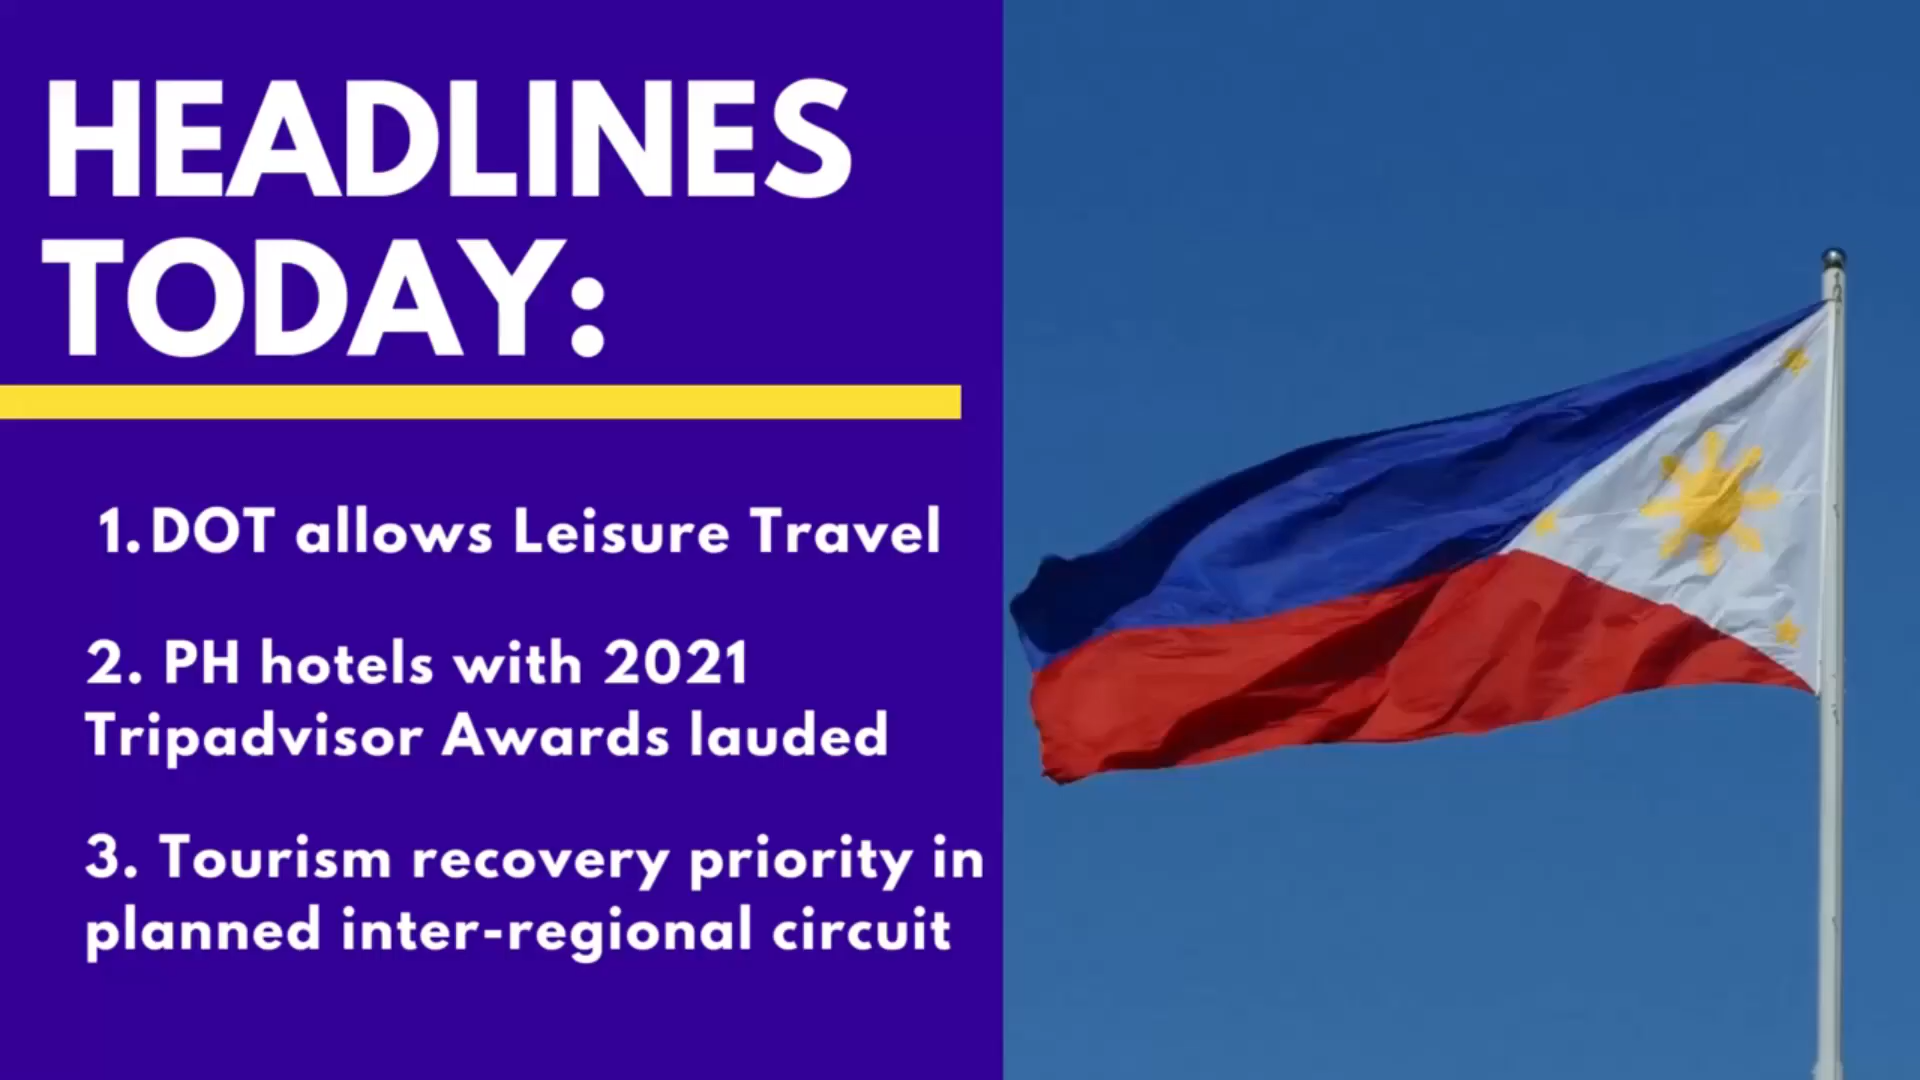 HEADLINES
TODAY:
1. DOT allows Leisure Travel
2. PH hotels with 2021
Tripadvisor Awards lauded
3. Tourism recovery priority in
planned inter-regional circuit